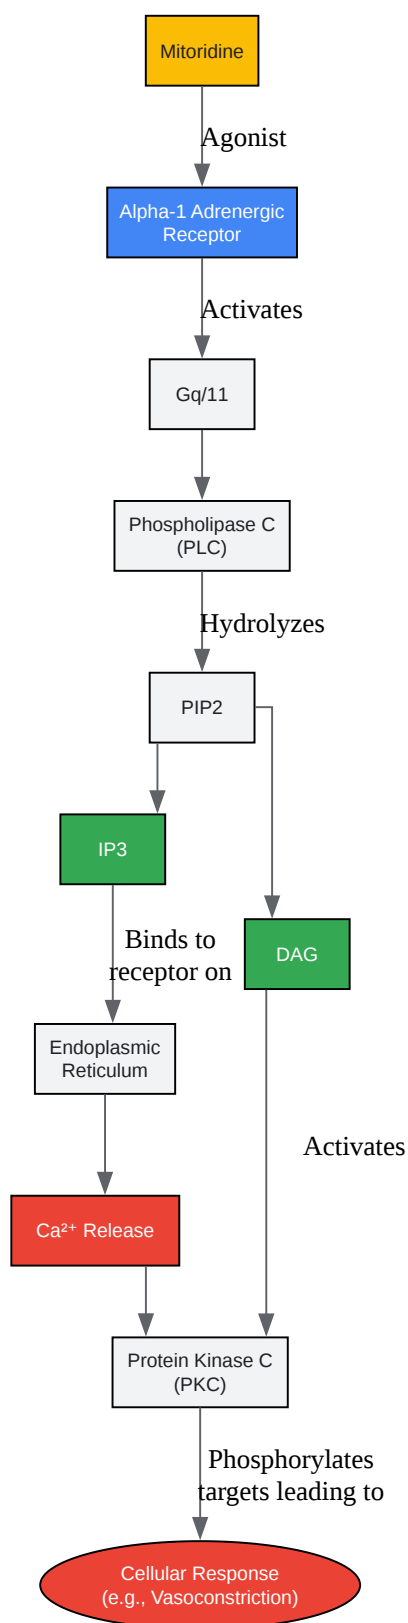 Mitoridine
Agonist
Alpha-1 Adrenergic
Receptor
Activates
Gq/11
Phospholipase C
(PLC)
Hydrolyzes
PIP2
IP3
Binds to
receptor on
DAG
Endoplasmic
Reticulum
Activates
Ca²⁺ Release
Protein Kinase C
(PKC)
Phosphorylates
targets leading to
Cellular Response
(e.g., Vasoconstriction)